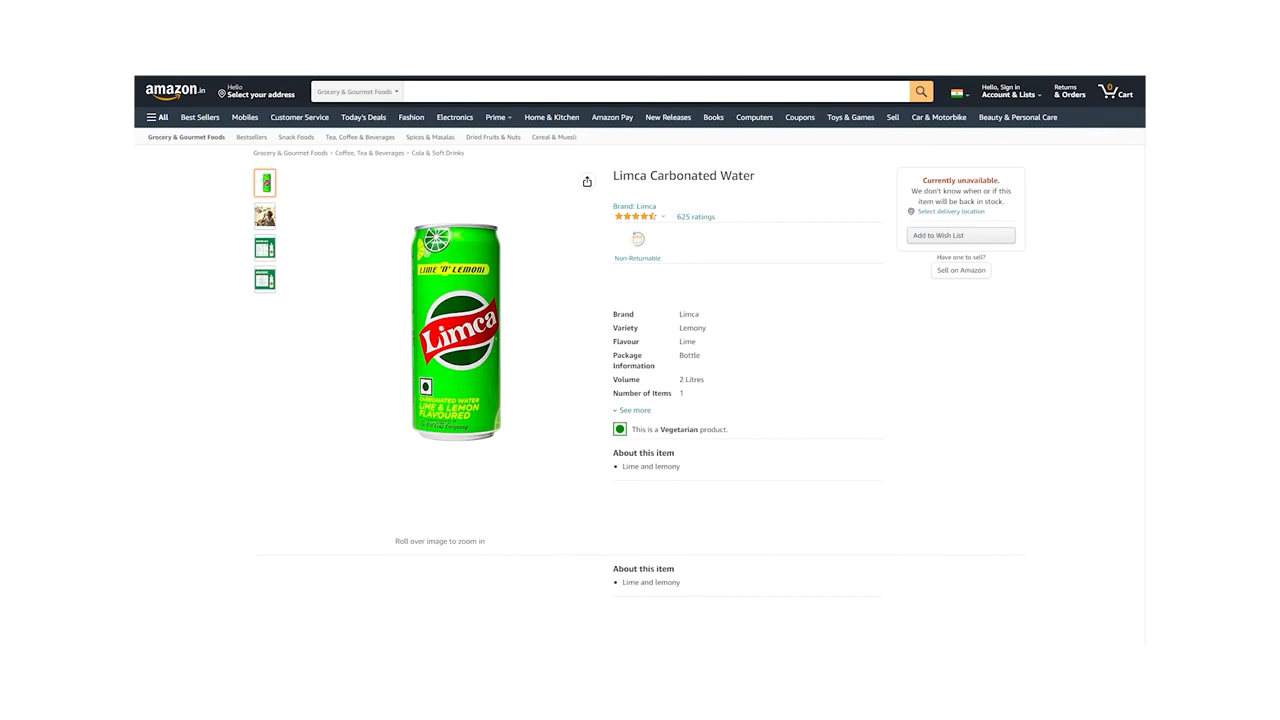 amazon.in
Hello
Select your address
Grocery & Gourmet Foods
Hello, Sign in
Account & Lists
Returns
& Orders
0
Cart
All
Best Sellers
Mobiles
Customer Service
Today's Deals
Fashion
Electronics
Prime
Home & Kitchen
Amazon Pay
New Releases
Books
Computers
Coupons
Toys & Games
Sell
Car & Motorbike
Beauty & Personal Care
Grocery & Gourmet Foods
Bestsellers
Snack Foods
Tea, Coffee & Beverages
Spices & Masalas
Dried Fruits & Nuts
Cereal & Muesli
Grocery & Gourmet Foods › Coffee, Tea & Beverages › Cola & Soft Drinks
LIME 'N' LEMONI
Limca
CARBONATED WATER
LIME & LEMON
FLAVOURED
Roll over image to zoom in
Limca Carbonated Water
Brand: Limca
625 ratings
Non-Returnable
Brand Limca
Variety Lemony
Flavour Lime
Package Information Bottle
Volume 2 Litres
Number of Items 1
See more
This is a Vegetarian product.
About this item
• Lime and lemony
About this item
• Lime and lemony
Currently unavailable.
We don't know when or if this
item will be back in stock.
Select delivery location
Add to Wish List
Have one to sell?
Sell on Amazon